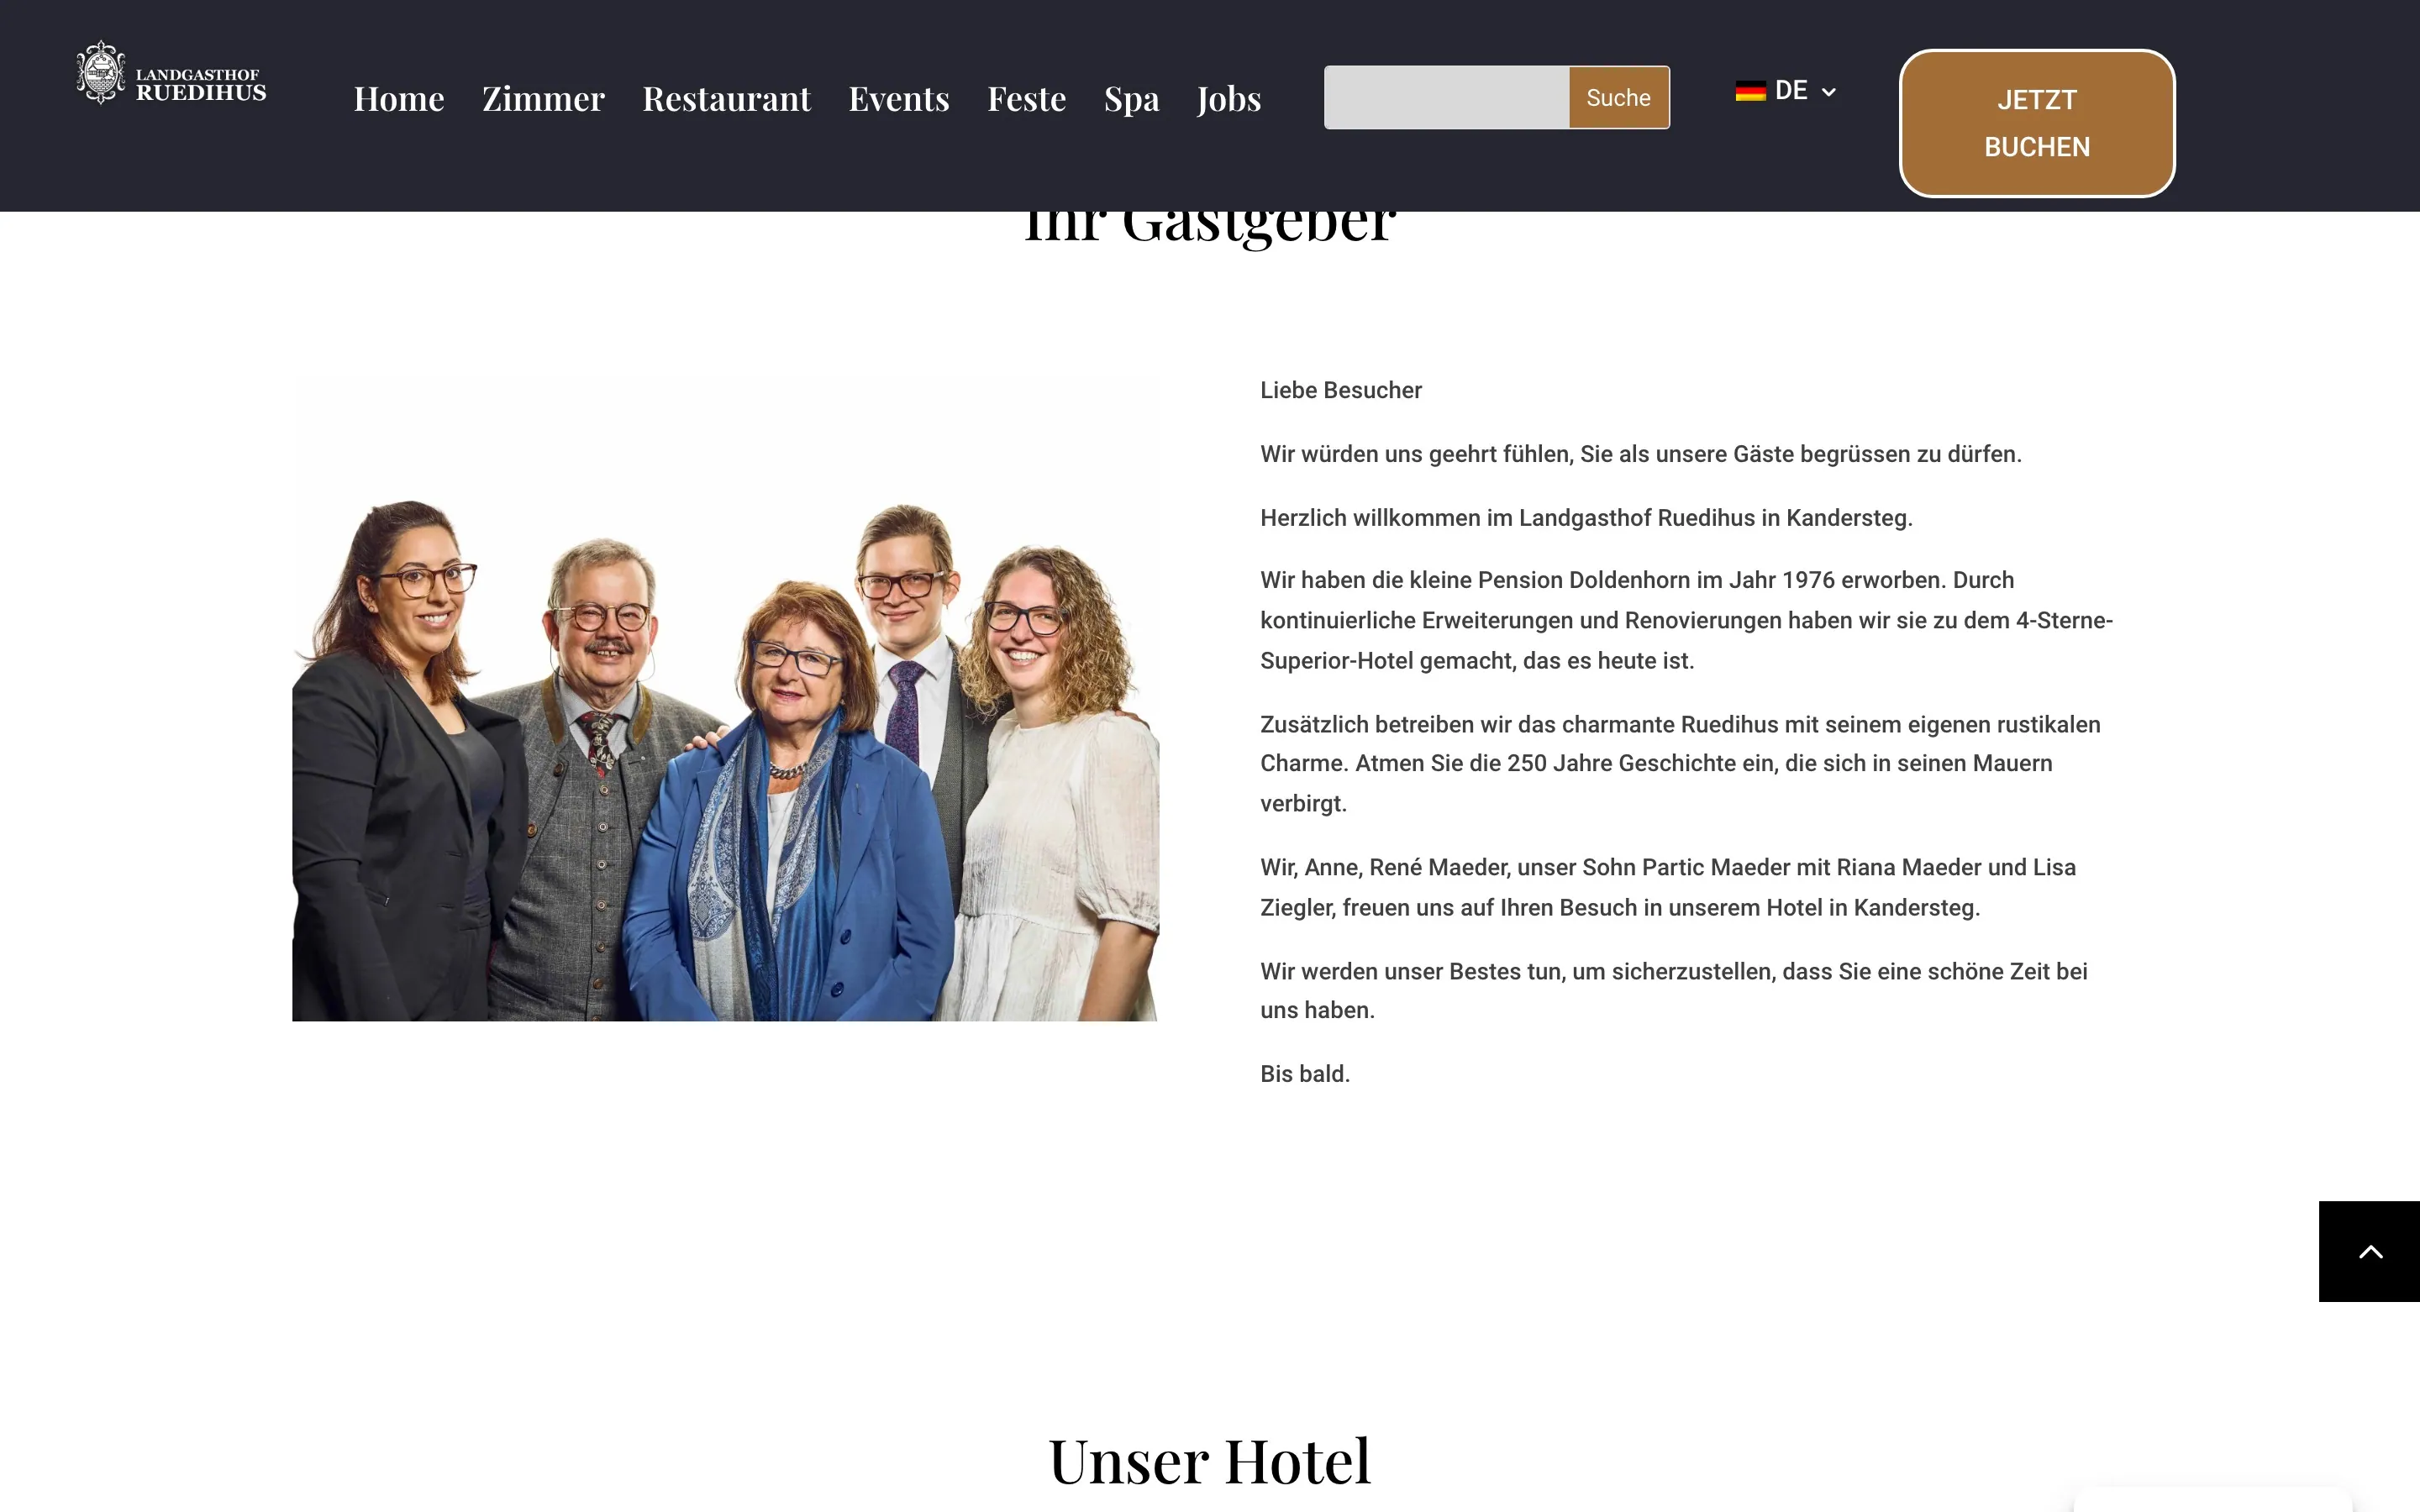 LANDGASTHOF
RUEDIHUS
Home Zimmer Restaurant Events Feste Spa Jobs
Suche
DE
JETZT
BUCHEN
Ihr Gastgeber
Liebe Besucher
Wir würden uns geehrt fühlen, Sie als unsere Gäste begrüssen zu dürfen.
Herzlich willkommen im Landgasthof Ruedihus in Kandersteg.
Wir haben die kleine Pension Doldenhorn im Jahr 1976 erworben. Durch
kontinuierliche Erweiterungen und Renovierungen haben wir sie zu dem 4-Sterne-
Superior-Hotel gemacht, das es heute ist.
Zusätzlich betreiben wir das charmante Ruedihus mit seinem eigenen rustikalen
Charme. Atmen Sie die 250 Jahre Geschichte ein, die sich in seinen Mauern
verbirgt.
Wir, Anne, René Maeder, unser Sohn Partic Maeder mit Riana Maeder und Lisa
Ziegler, freuen uns auf Ihren Besuch in unserem Hotel in Kandersteg.
Wir werden unser Bestes tun, um sicherzustellen, dass Sie eine schöne Zeit bei
uns haben.
Bis bald.
Unser Hotel